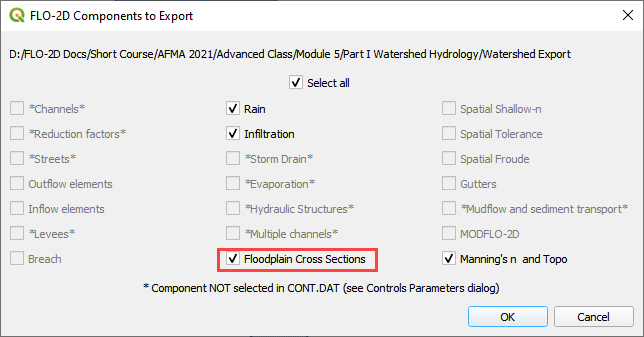 FLO-2D Components to Export
D:/FLO-2D Docs/Short Course/AFMA 2021/Advanced Class/Module 5/Part I Watershed Hydrology/Watershed Export
Select all
*Channels* Rain Spatial Shallow-n
*Reduction factors* Infiltration Spatial Tolerance
*Streets* *Storm Drain* Spatial Froude
Outflow elements *Evaporation* Gutters
Inflow elements *Hydraulic Structures* *Mudflow and sediment transport*
*Levees* *Multiple channels* MODFLO-2D
Breach Floodplain Cross Sections Manning's n and Topo
* Component NOT selected in CONT.DAT (see Controls Parameters dialog)
OK Cancel